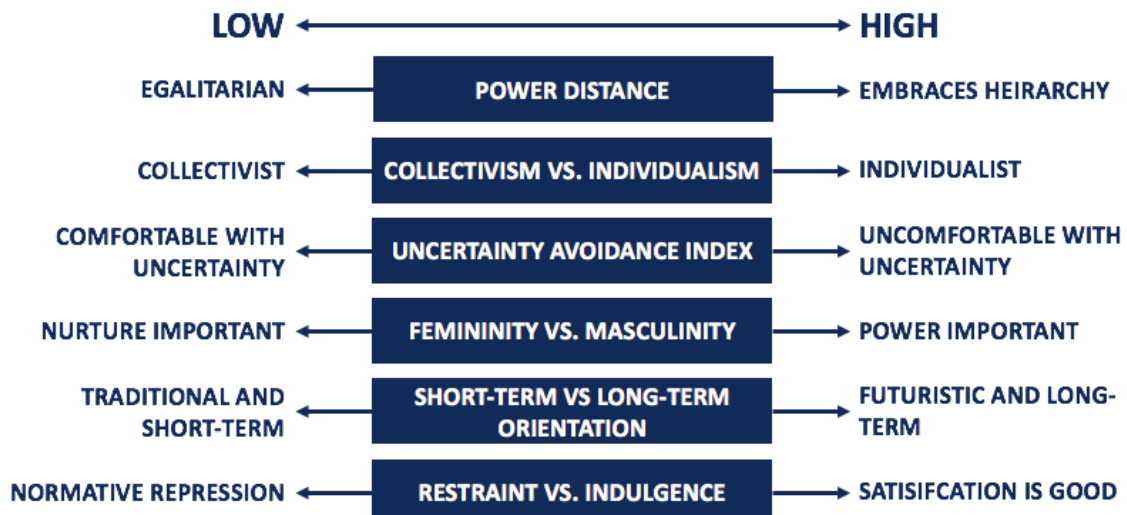 LOW HIGH
EGALITARIAN POWER DISTANCE EMBRACES HEIRARCHY
COLLECTIVIST COLLECTIVISM VS. INDIVIDUALISM INDIVIDUALIST
COMFORTABLE WITH
UNCERTAINTY
UNCERTAINTY AVOIDANCE INDEX
UNCOMFORTABLE WITH
UNCERTAINTY
NURTURE IMPORTANT FEMININITY VS. MASCULINITY POWER IMPORTANT
TRADITIONAL AND
SHORT-TERM
SHORT-TERM VS LONG-TERM
ORIENTATION
FUTURISTIC AND LONG-
TERM
NORMATIVE REPRESSION RESTRAINT VS. INDULGENCE SATISIFCATION IS GOOD